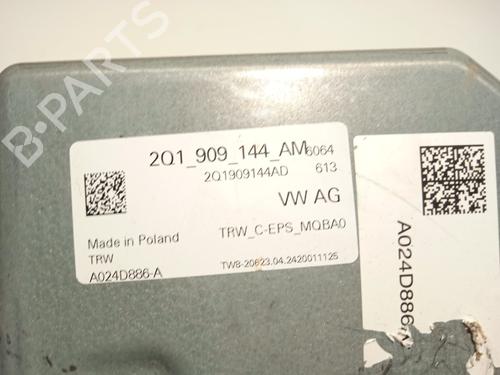 B-PARTS
2Q1_909_144_AM 6064
2Q1909144AD 613
VW AG
Made in Poland
TRW_C-EPS_MQBA0
TRW
A024D886-A
TW8-20623.04.2420011125
A024D886-A